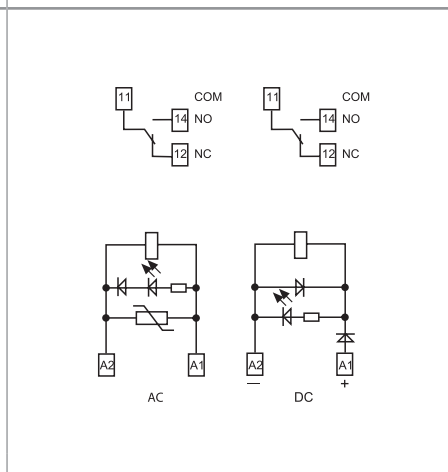 11 COM 11 COM
14 NO 14 NO
12 NC 12 NC
A2 A1 A2 A1
— +
AC DC